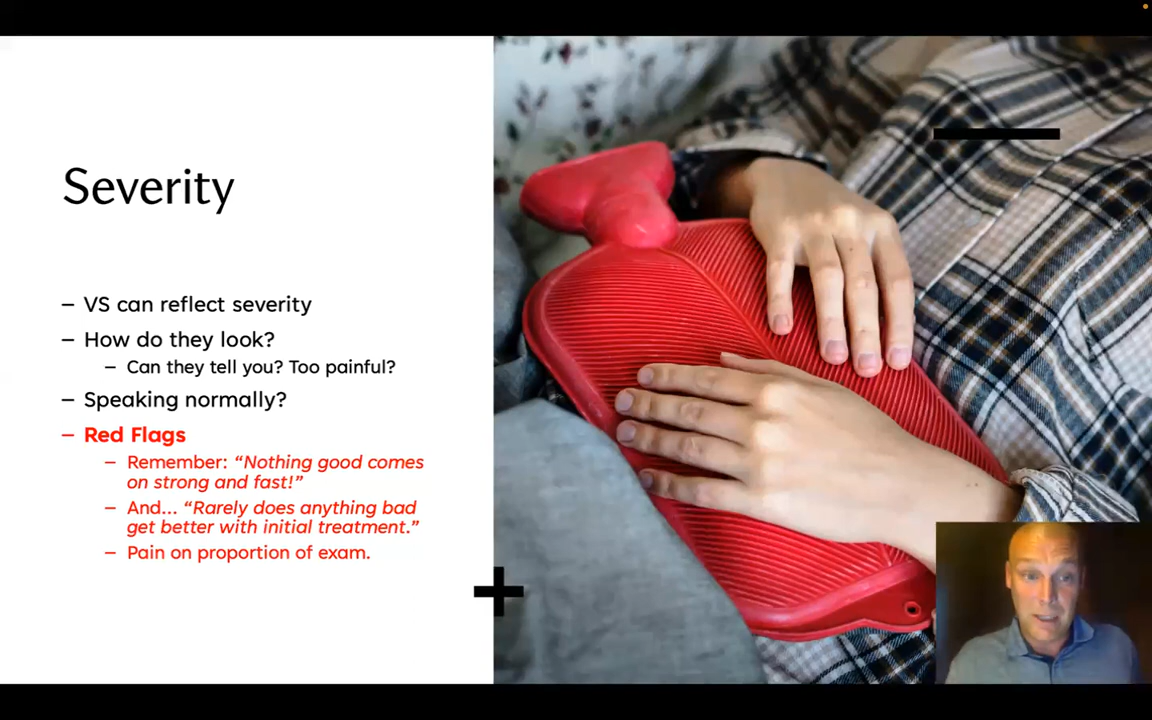 Severity
– VS can reflect severity
– How do they look?
– Can they tell you? Too painful?
– Speaking normally?
– Red Flags
– Remember: “Nothing good comes
on strong and fast!”
– And... “Rarely does anything bad
get better with initial treatment.”
– Pain on proportion of exam.